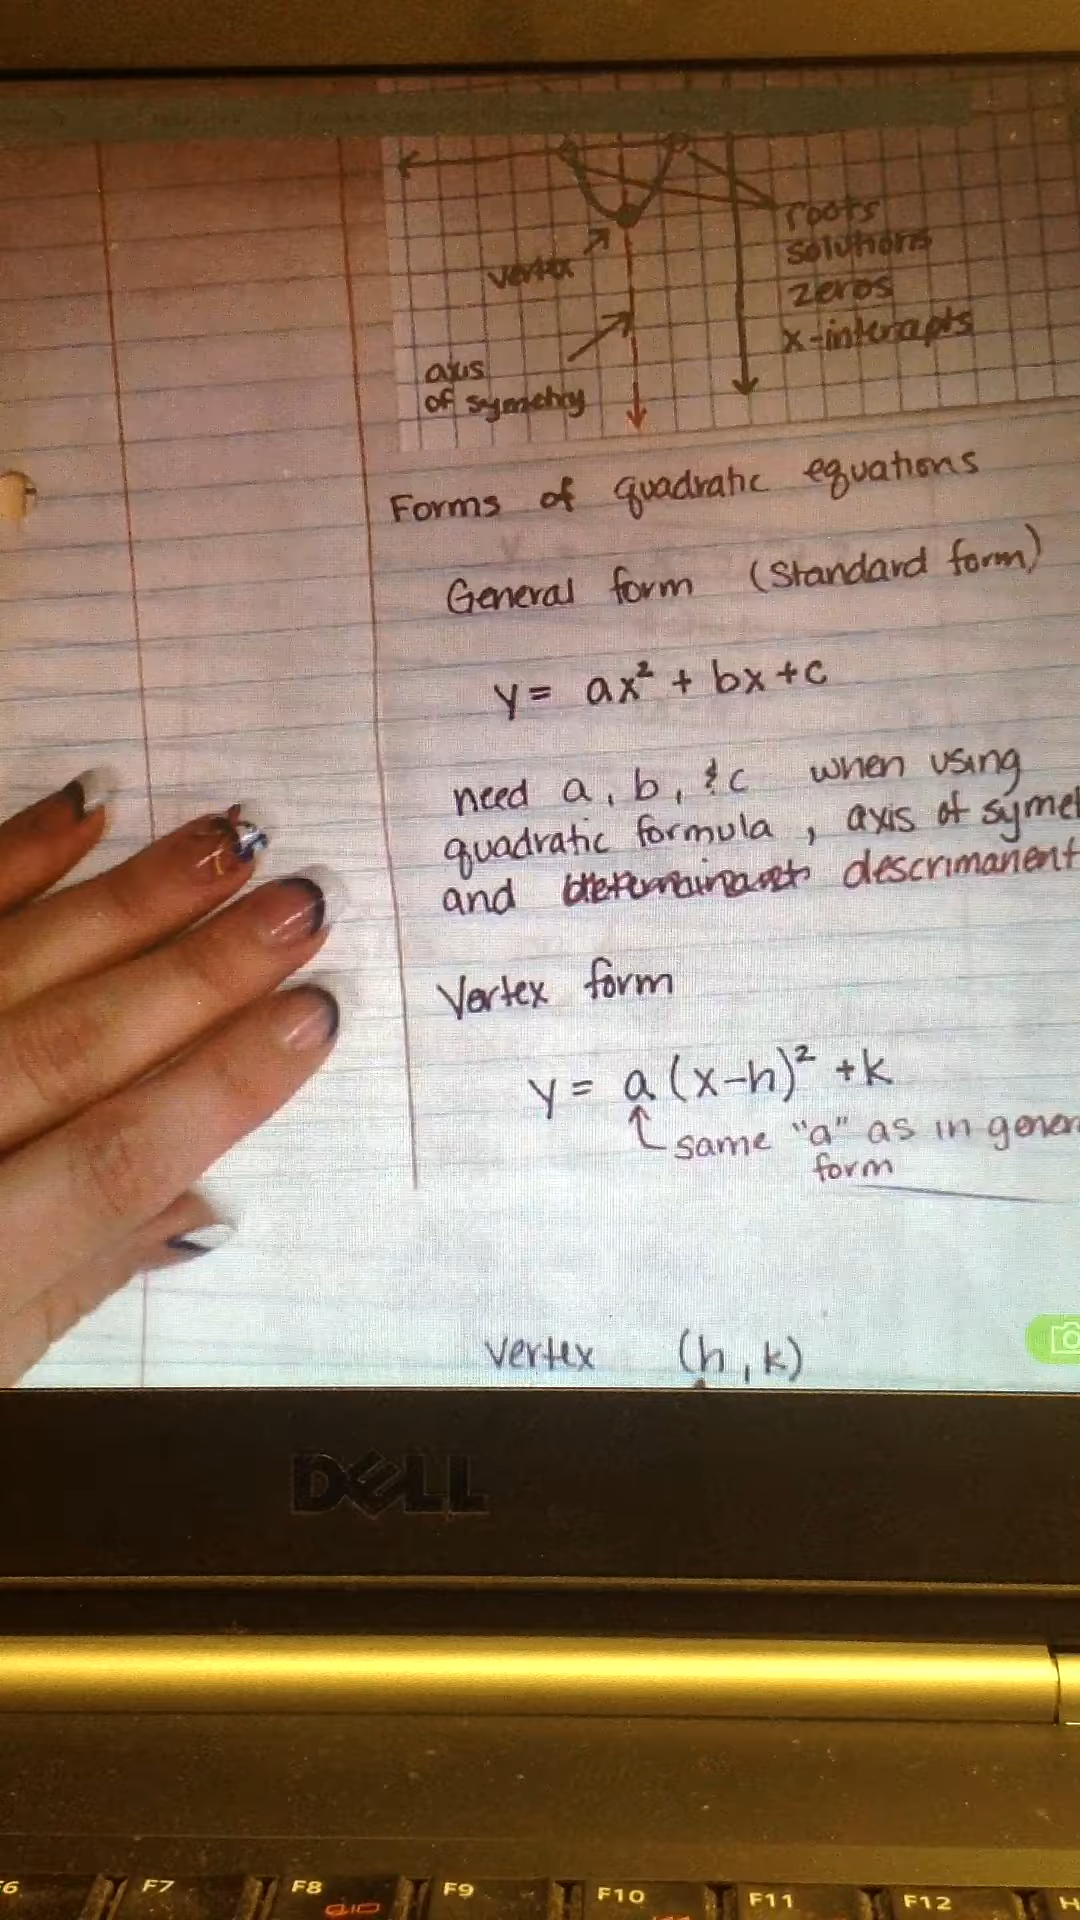 roots
solutions
vertex
zeros
x-intercepts
axis
of symetry
Forms of quadratic equations
General form (Standard form)
y = ax² + bx + c
need a, b, & c when using
quadratic formula, axis of symet
and descrimanent
Vertex form
y = a(x-h)² + k
same "a" as in gener
form
vertex (h, k)
DELL
F7 F8 F9 F10 F11 F12